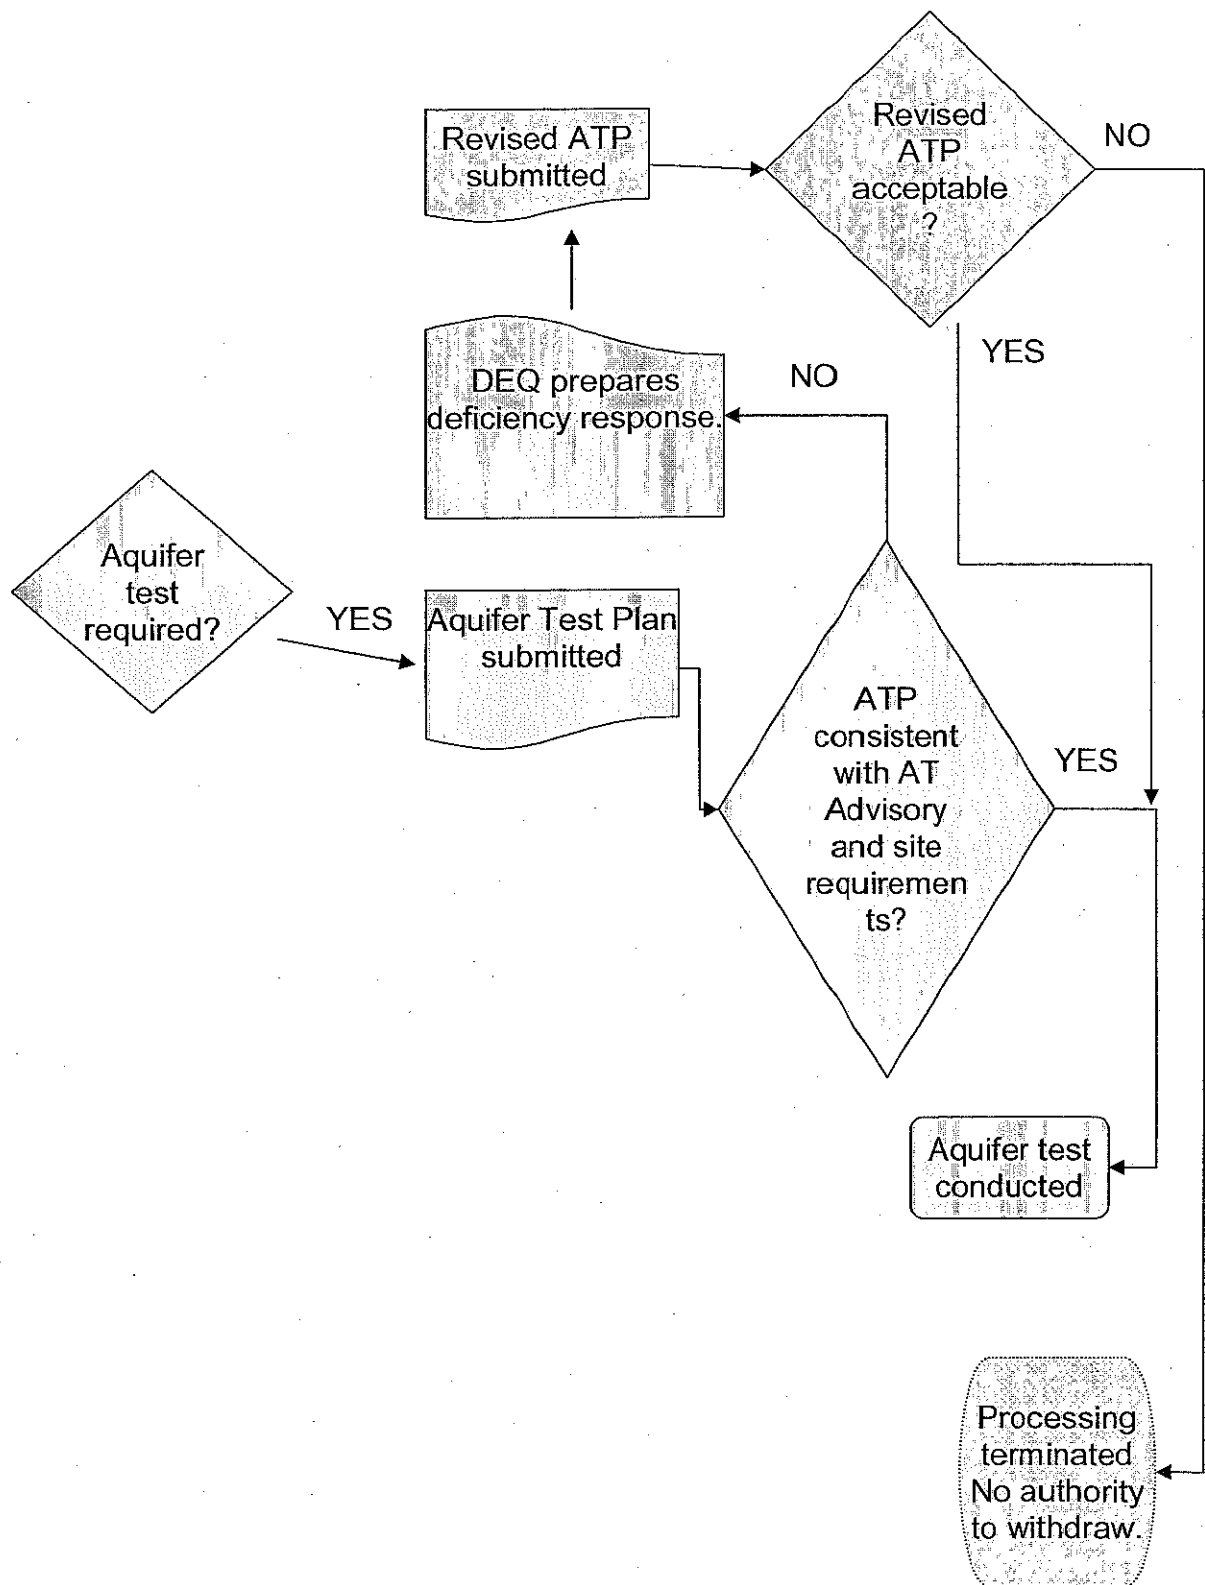 Revised ATP
submitted
Revised
ATP
acceptable
?
NO
YES
DEQ prepares
deficiency response.
NO
Aquifer
test
required?
YES
Aquifer Test Plan
submitted
ATP
consistent
with AT
Advisory
and site
requiremen
ts?
YES
Aquifer test
conducted
Processing
terminated
No authority
to withdraw.